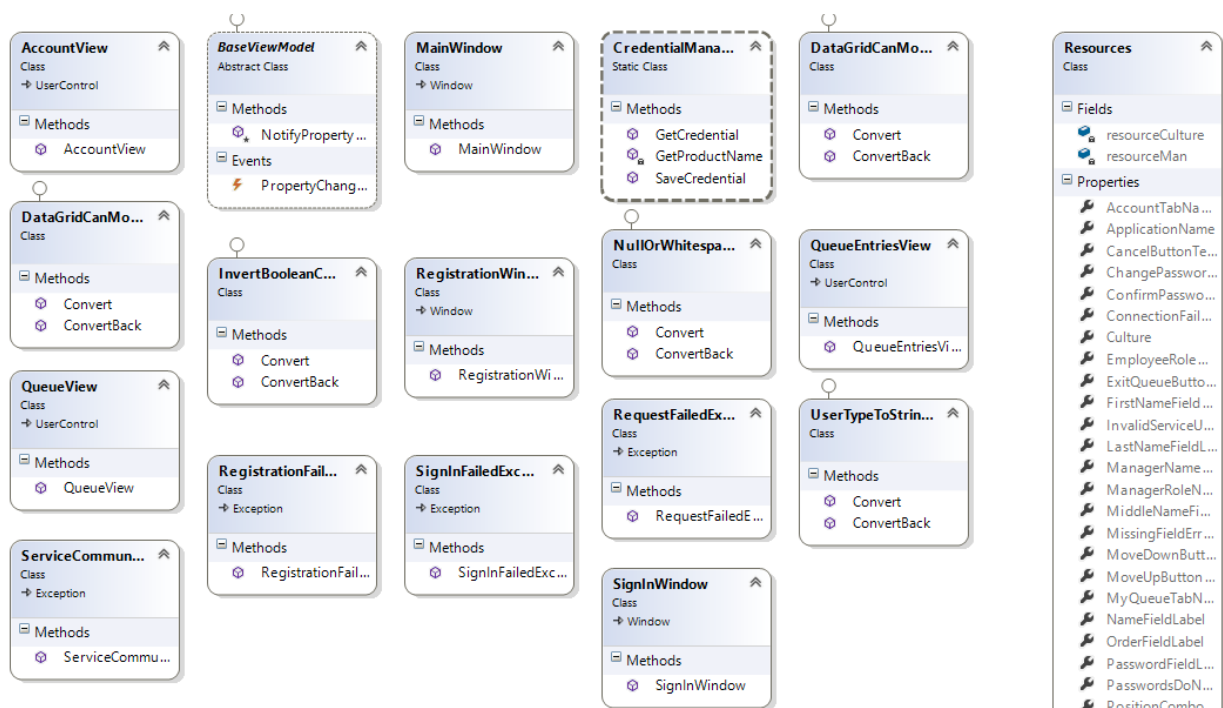 AccountView
Class
UserControl
Methods
AccountView
BaseViewModel
Abstract Class
Methods
NotifyProperty...
Events
PropertyChang...
MainWindow
Class
Window
Methods
MainWindow
CredentialMana...
Static Class
Methods
GetCredential
GetProductName
SaveCredential
DataGridCanMo...
Class
Methods
Convert
ConvertBack
DataGridCanMo...
Class
Methods
Convert
ConvertBack
InvertBooleanC...
Class
Methods
Convert
ConvertBack
RegistrationWin...
Class
Window
Methods
RegistrationWi...
NullOrWhitespa...
Class
Methods
Convert
ConvertBack
QueueEntriesView
Class
UserControl
Methods
QueueEntriesVi...
QueueView
Class
UserControl
Methods
QueueView
RegistrationFail...
Class
Exception
Methods
RegistrationFail...
SignInFailedExc...
Class
Exception
Methods
SignInFailedExc...
RequestFailedEx...
Class
Exception
Methods
RequestFailedE...
UserTypeToStrin...
Class
Methods
Convert
ConvertBack
ServiceCommun...
Class
Exception
Methods
ServiceCommu...
SignInWindow
Class
Window
Methods
SignInWindow
Resources
Class
Fields
resourceCulture
resourceMan
Properties
AccountTabNa...
ApplicationName
CancelButtonTe...
ChangePasswor...
ConfirmPasswo...
ConnectionFail...
Culture
EmployeeRole...
ExitQueueButto...
FirstNameField...
InvalidServiceU...
LastNameFieldL...
ManagerName...
ManagerRoleN...
MiddleNameFi...
MissingFieldErr...
MoveDownButt...
MoveUpButton...
MyQueueTabN...
NameFieldLabel
OrderFieldLabel
PasswordFieldL...
PasswordsDoN...
PositionCombo...